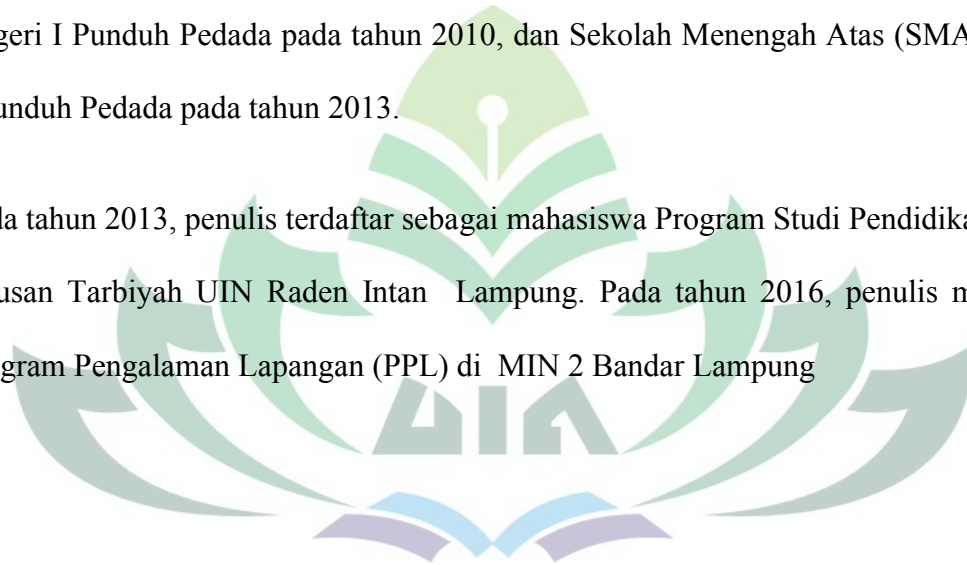 geri I Punduh Pedada pada tahun 2010, dan Sekolah Menengah Atas (SMA
unduh Pedada pada tahun 2013.
da tahun 2013, penulis terdaftar sebagai mahasiswa Program Studi Pendidika
usan Tarbiyah UIN Raden Intan Lampung. Pada tahun 2016, penulis m
gram Pengalaman Lapangan (PPL) di MIN 2 Bandar Lampung
UIN